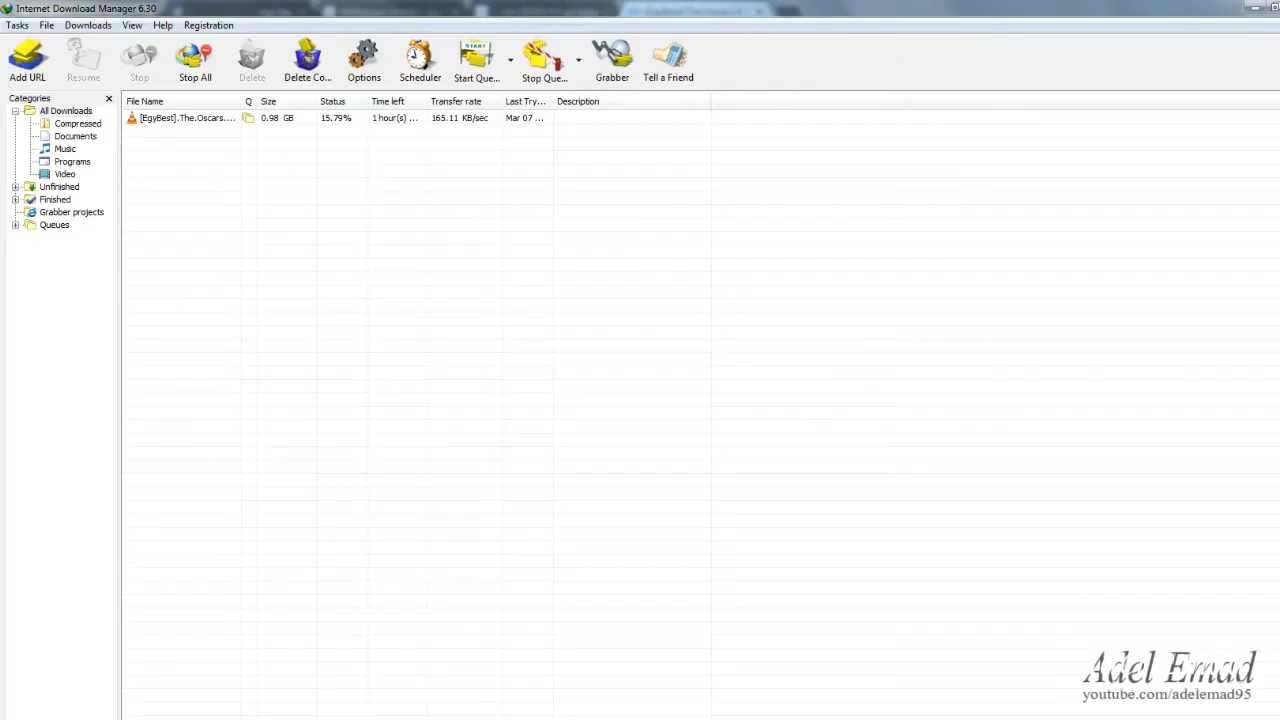 Internet Download Manager 6.30
Tasks File Downloads View Help Registration
Add URL Resume Stop Stop All Delete Delete Co... Options Scheduler Start Que... Stop Que... Grabber Tell a Friend
START
Categories
File Name Q Size Status Time left Transfer rate Last Try... Description
All Downloads
[EgyBest].The.Oscars.... 0.98 GB 15.79% 1 hour(s) ... 165.11 KB/sec Mar 07 ...
Compressed
Documents
Music
Programs
Video
Unfinished
Finished
Grabber projects
Queues
Adel Emad
youtube.com/adelemad95